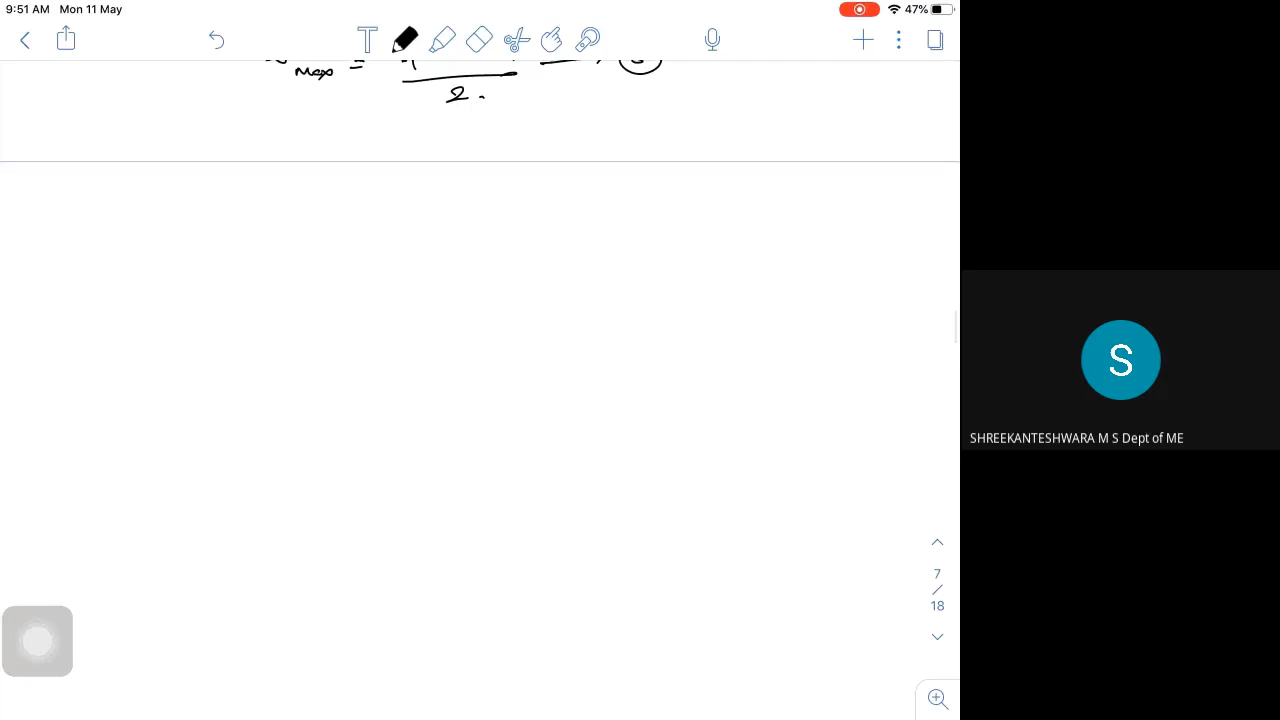 9:51 AM Mon 11 May
47%
T
max =
2.
7
/
18
S
SHREEKANTESHWARA M S Dept of ME